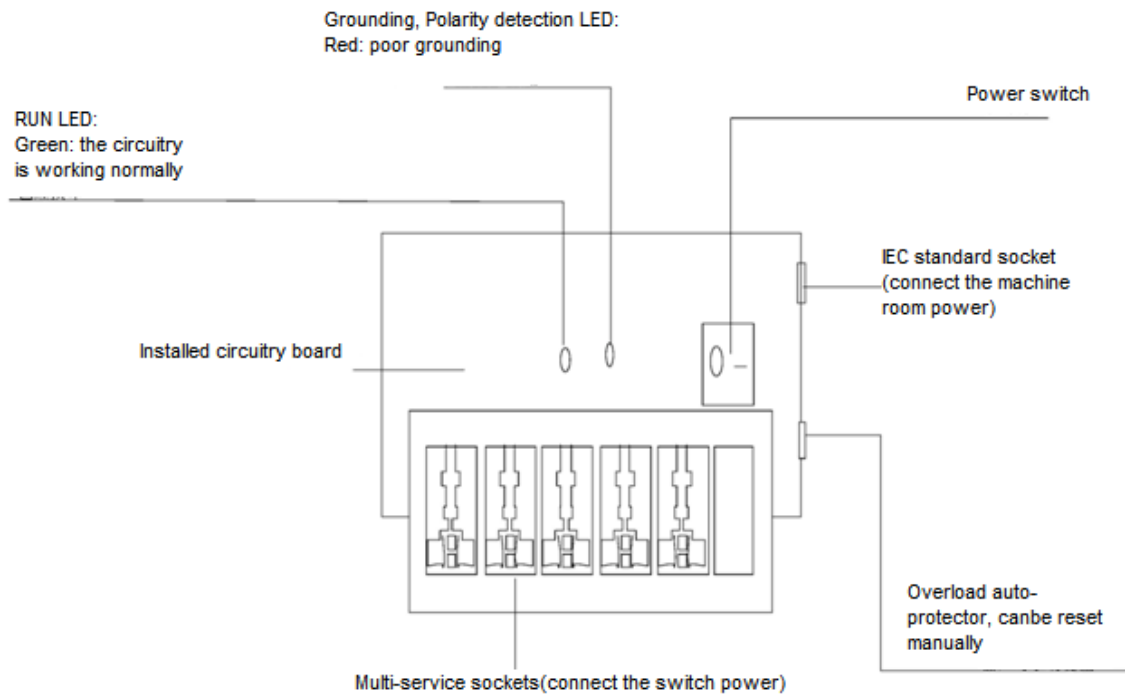 Grounding, Polarity detection LED:
Red: poor grounding
Power switch
RUN LED:
Green: the circuitry
is working normally
IEC standard socket
(connect the machine
room power)
Installed circuitry board
Overload auto-
protector, canbe reset
manually
Multi-service sockets(connect the switch power)